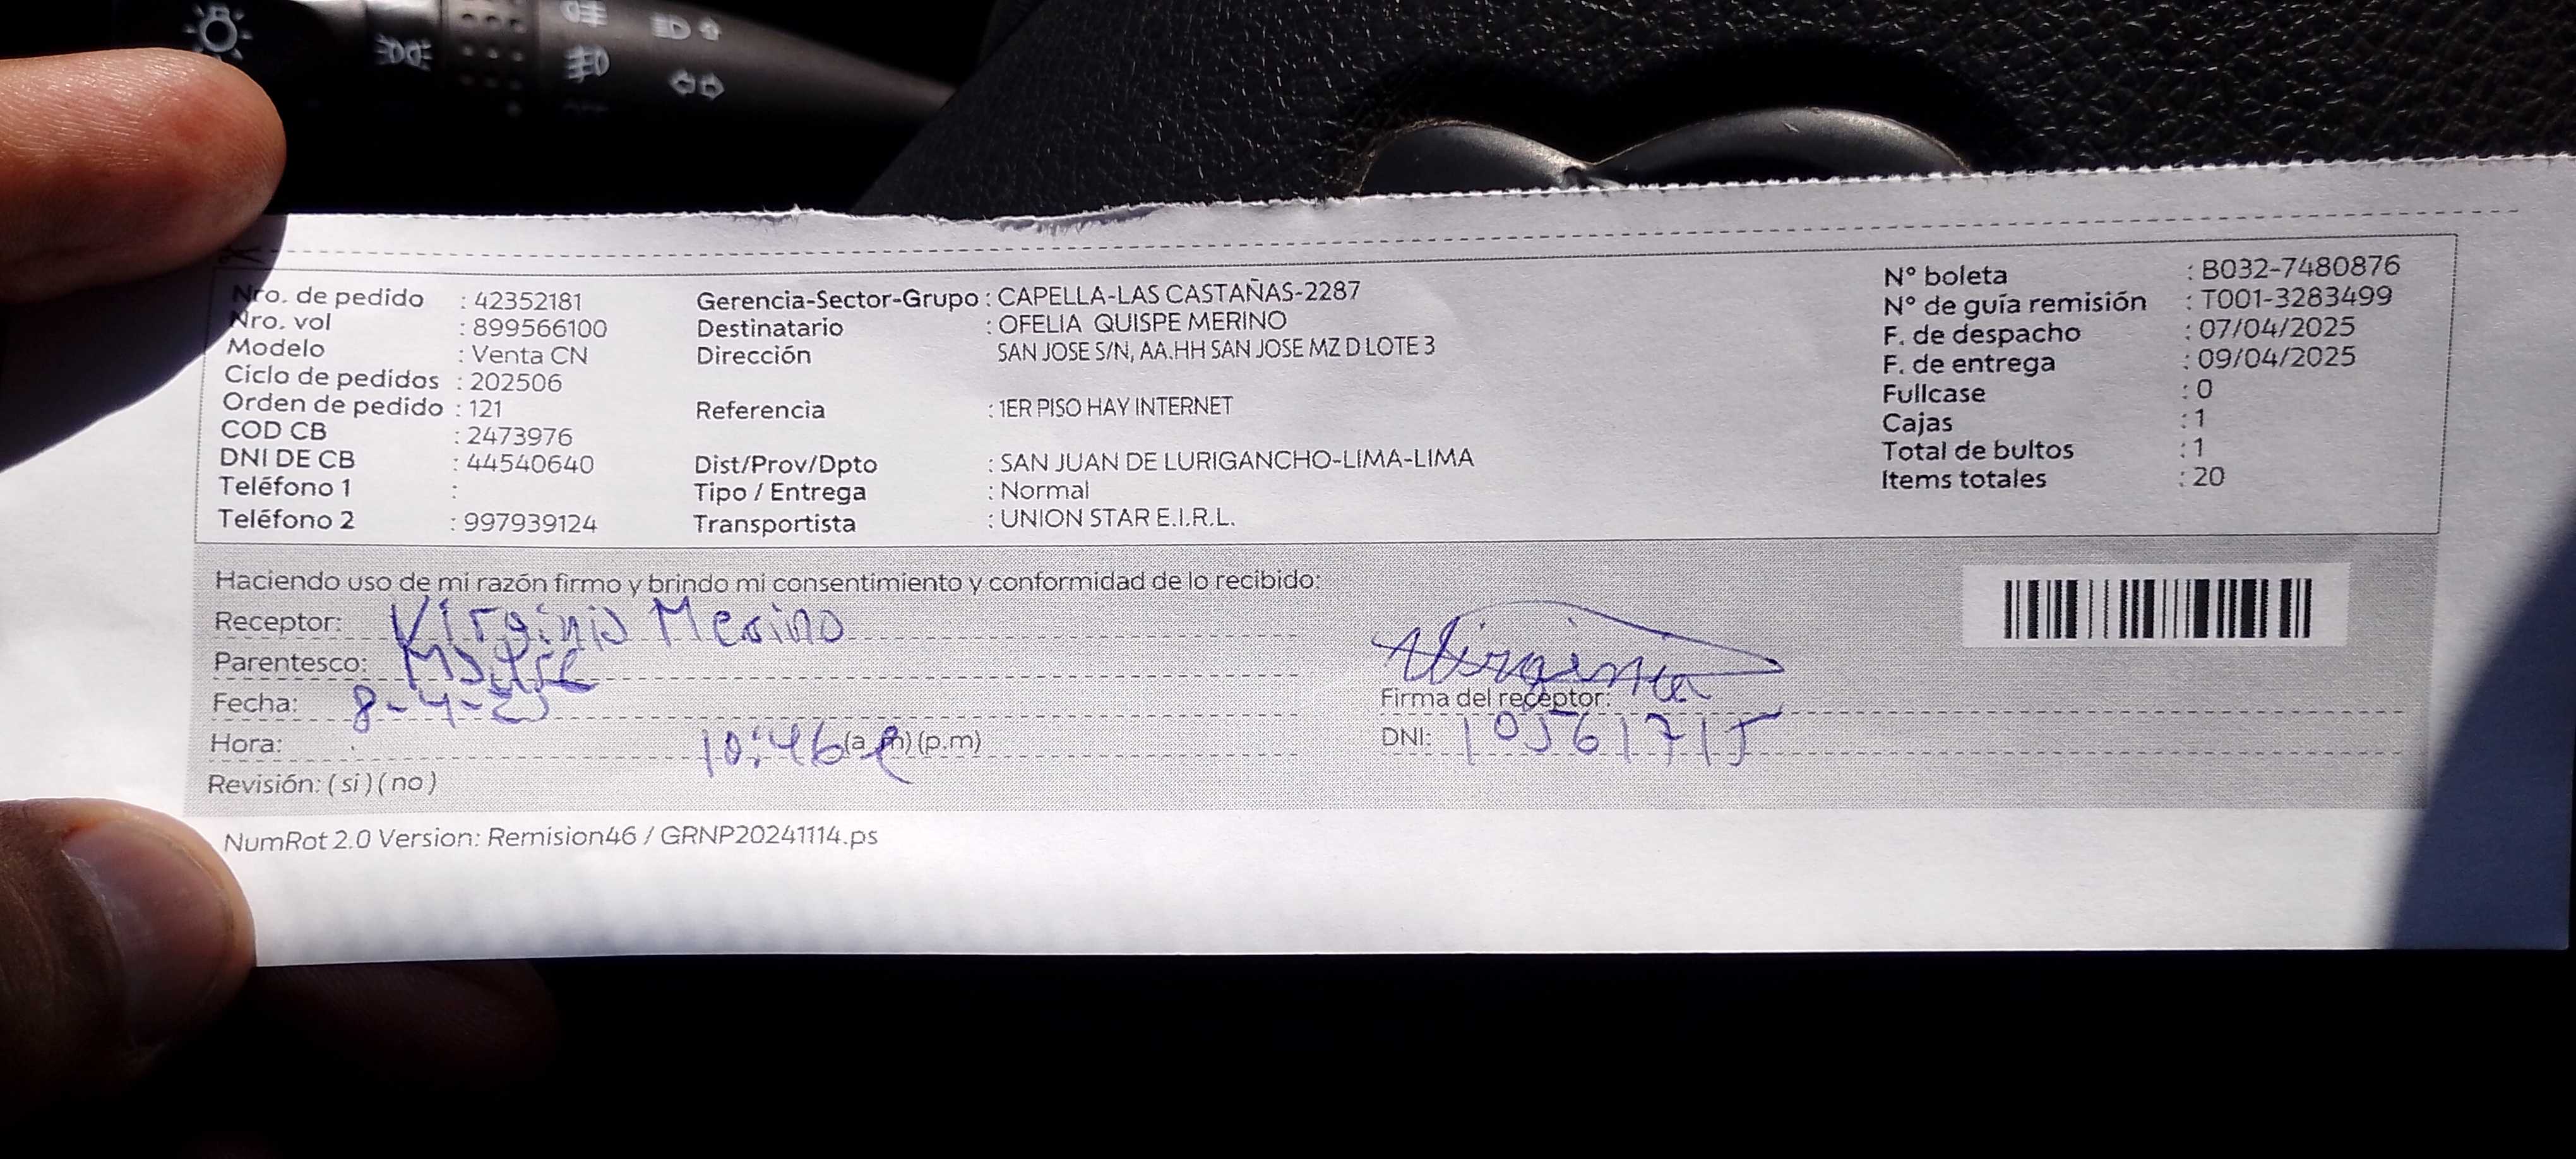 Nro. de pedido : 42352181
Nro. vol : 899566100
Modelo : Venta CN
Ciclo de pedidos : 202506
Orden de pedido : 121
COD CB : 2473976
DNI DE CB : 44540640
Teléfono 1 :
Teléfono 2 : 997939124
Gerencia-Sector-Grupo : CAPELLA-LAS CASTAÑAS-2287
Destinatario : OFELIA QUISPE MERINO
Dirección SAN JOSE S/N, AA.HH SAN JOSE MZ D LOTE 3
Referencia : 1ER PISO HAY INTERNET
Dist/Prov/Dpto : SAN JUAN DE LURIGANCHO-LIMA-LIMA
Tipo / Entrega : Normal
Transportista : UNION STAR E.I.R.L.
N° boleta : B032-7480876
N° de guía remisión : T001-3283499
F. de despacho : 07/04/2025
F. de entrega : 09/04/2025
Fullcase : 0
Cajas : 1
Total de bultos : 1
Items totales : 20
Haciendo uso de mi razón firmo y brindo mi consentimiento y conformidad de lo recibido:
Receptor: Virginia Merino
Parentesco: Madre
Fecha: 8-4-25
Hora: 10:46 (a.m) (p.m)
Revisión: ( si ) ( no )
Virginia
Firma del receptor:
DNI: 10561715
NumRot 2.0 Version: Remision46 / GRNP20241114.ps